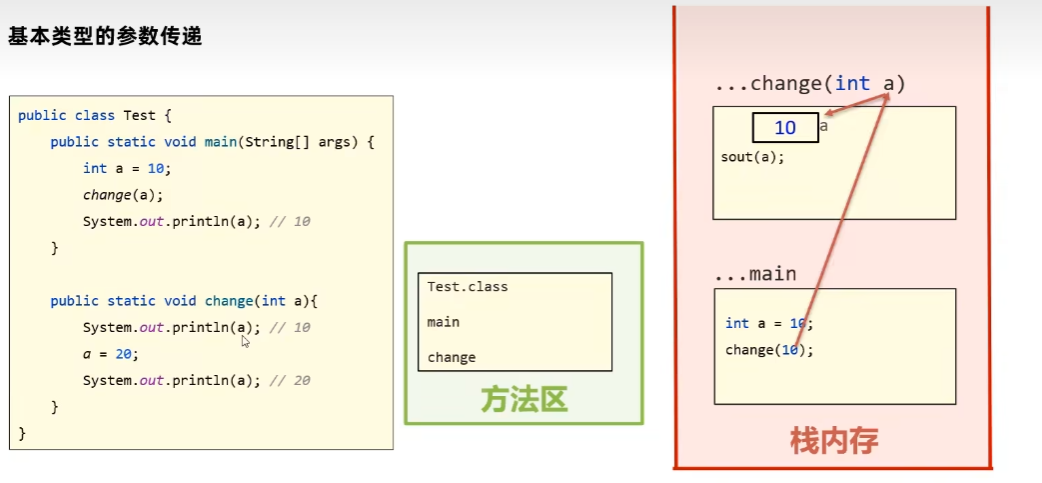 基本类型的参数传递
public class Test {
    public static void main(String[] args) {
        int a = 10;
        change(a);
        System.out.println(a); // 10
    }
    public static void change(int a){
        System.out.println(a); // 10
        a = 20;
        System.out.println(a); // 20
    }
}
Test.class
main
change
方法区
...change(int a)
10 a
sout(a);
...main
int a = 10;
change(10);
栈内存